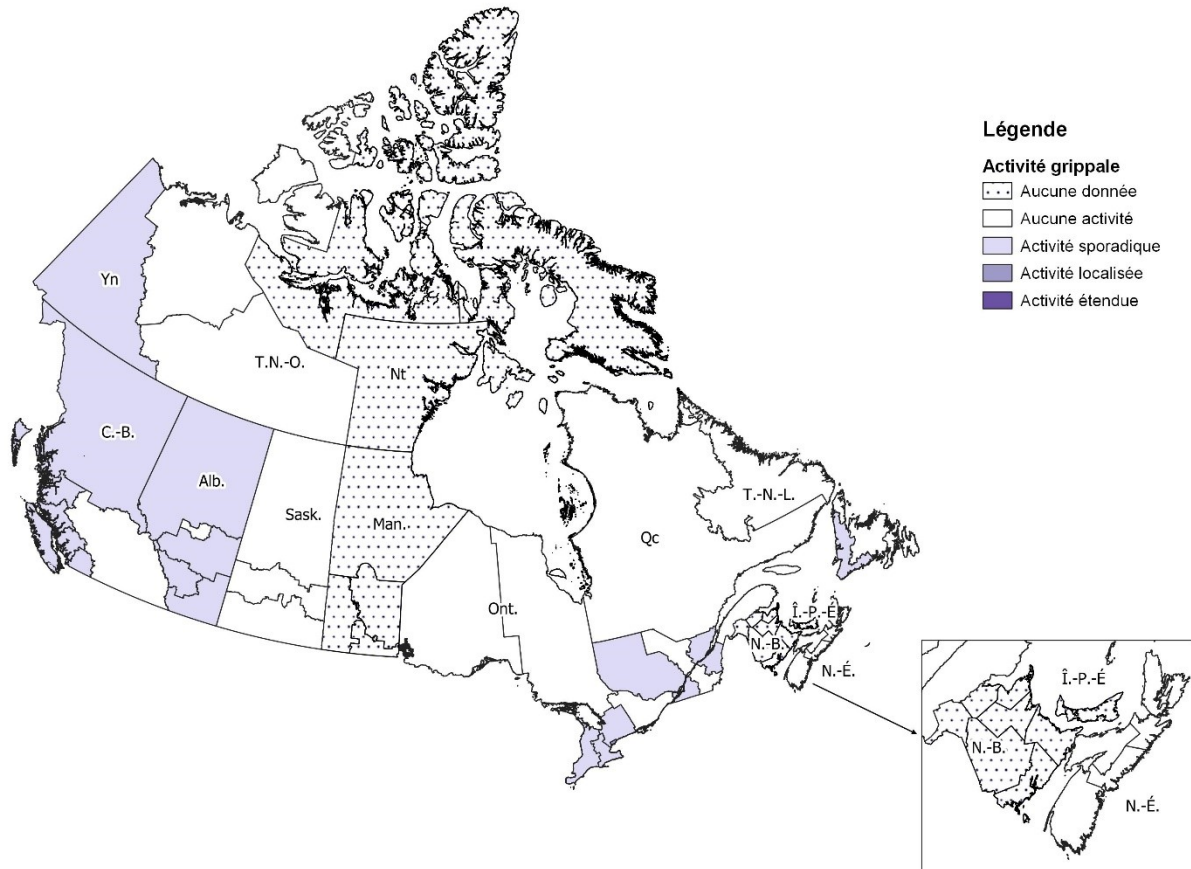 Légende
Activité grippale
Aucune donnée
Aucune activité
Activité sporadique
Activité localisée
Activité étendue
Yn
T.N.-O.
Nt
C.-B.
Alb.
Sask.
Man.
T.-N.-L.
Qc
Ont.
Î.-P.-É
N.-B.
N.-É.
Î.-P.-É
N.-B.
N.-É.